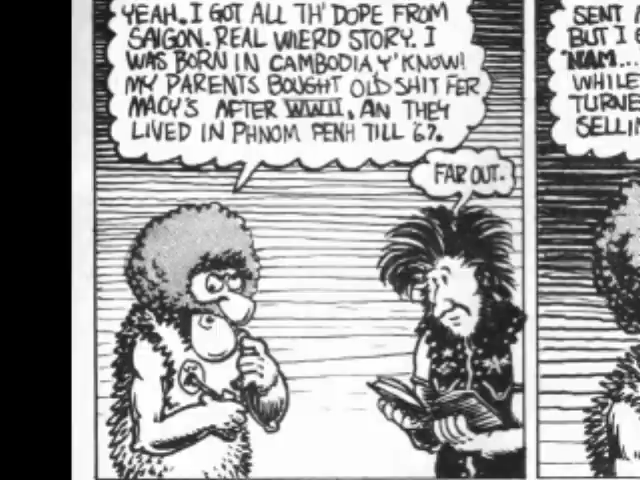 YEAH. I GOT ALL TH' DOPE FROM
SAIGON. REAL WIERD STORY. I
WAS BORN IN CAMBODIA Y'KNOW!
MY PARENTS BOUGHT OL'D SHIT FER
MACY'S AFTER WWII, AN THEY
LIVED IN PHNOM PENH TILL '67.
FAR OUT.
SENT
BUT I
'NAM...
WHILE
TURNE
SELLIN